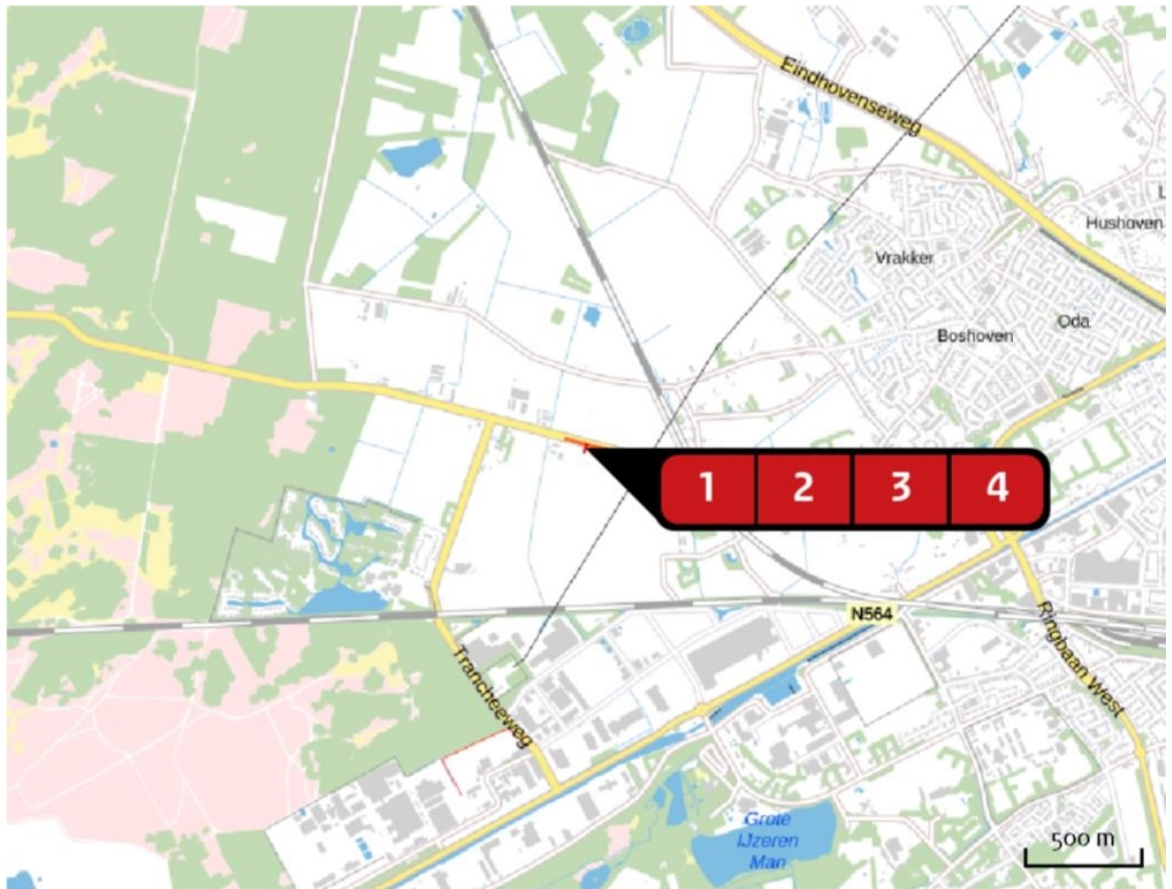 Eindhovenseweg
Hushoven
Vrakker
Oda
Boshoven
1 2 3 4
N564
Ringbaan West
Trancheeweg
Grote
IJzeren
Man
500 m